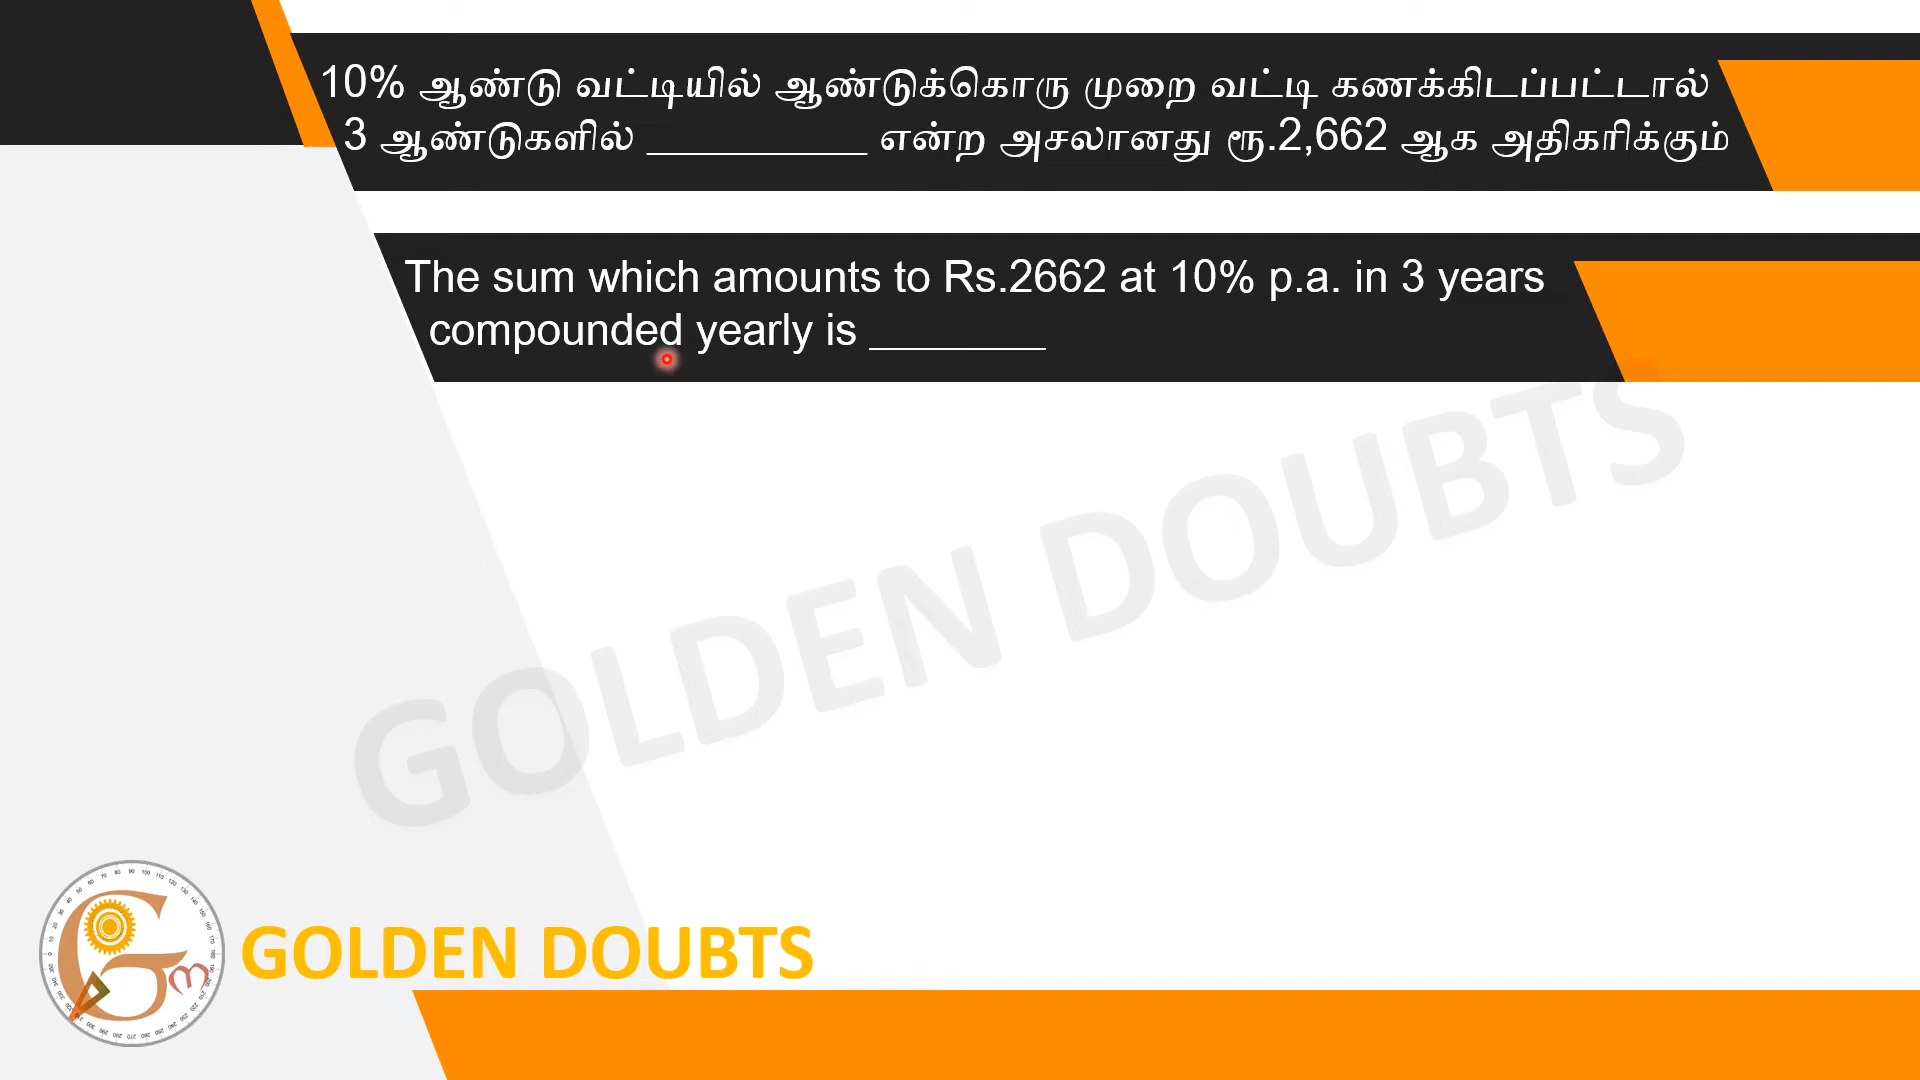 10% ஆண்டு வட்டியில் ஆண்டுக்கொரு முறை வட்டி கணக்கிடப்பட்டால்
3 ஆண்டுகளில் __________ என்ற அசலானது ரூ.2,662 ஆக அதிகரிக்கும்
The sum which amounts to Rs.2662 at 10% p.a. in 3 years
compounded yearly is ________
GOLDEN DOUBTS
GOLDEN DOUBTS